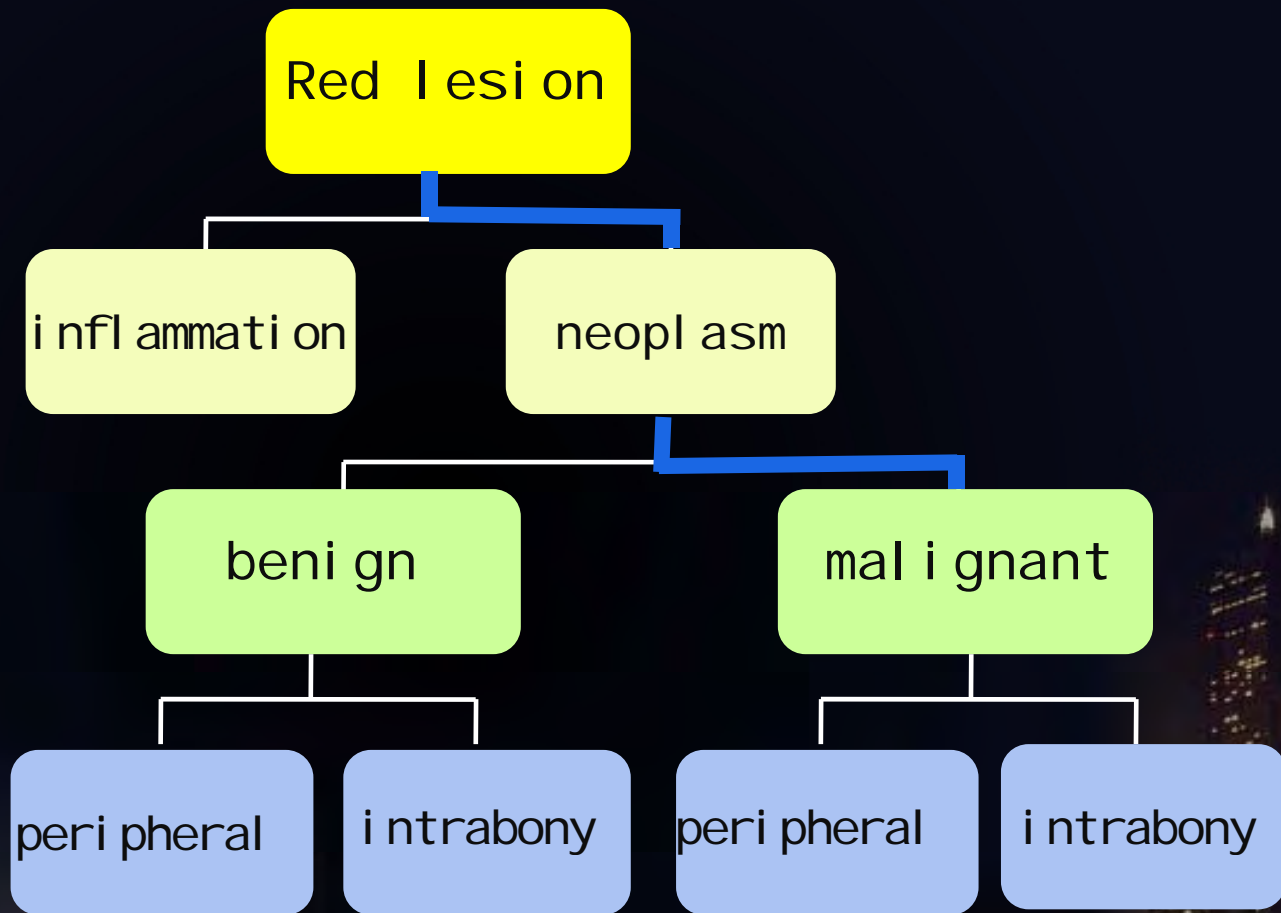 Red lesion
inflammation
neoplasm
benign
malignant
peripheral
intrabony
peripheral
intrabony